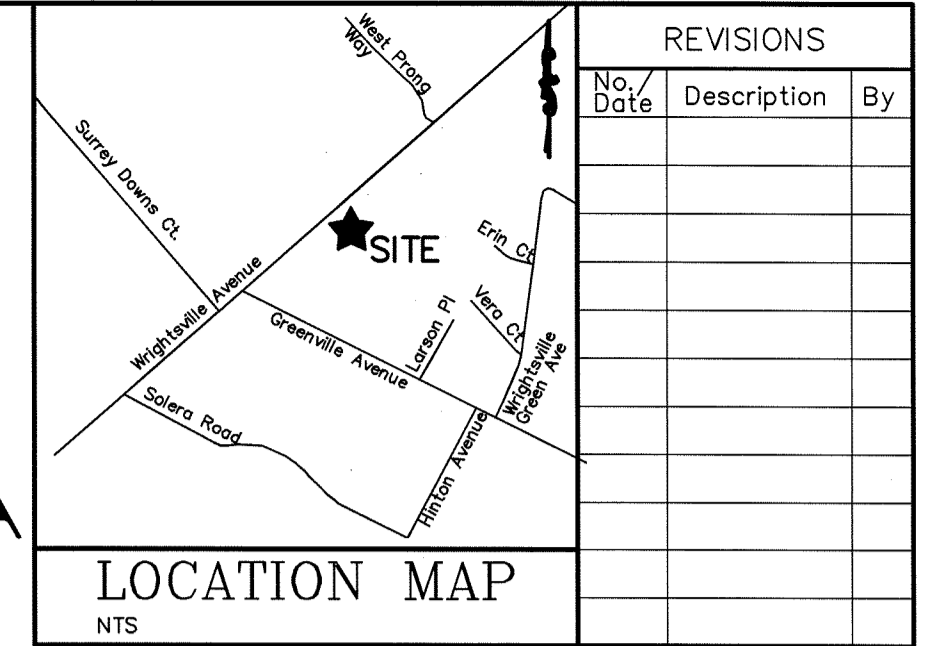 West Prong
Way
Surrey Downs Ct.
SITE
Erin Ct
Wrightsville Avenue
Vera Ct
Larson Pl
Greenville Avenue
Wrightsville
Green Ave
Solera Road
Hinton Avenue
LOCATION MAP
NTS
REVISIONS
No./
Date
Description
By